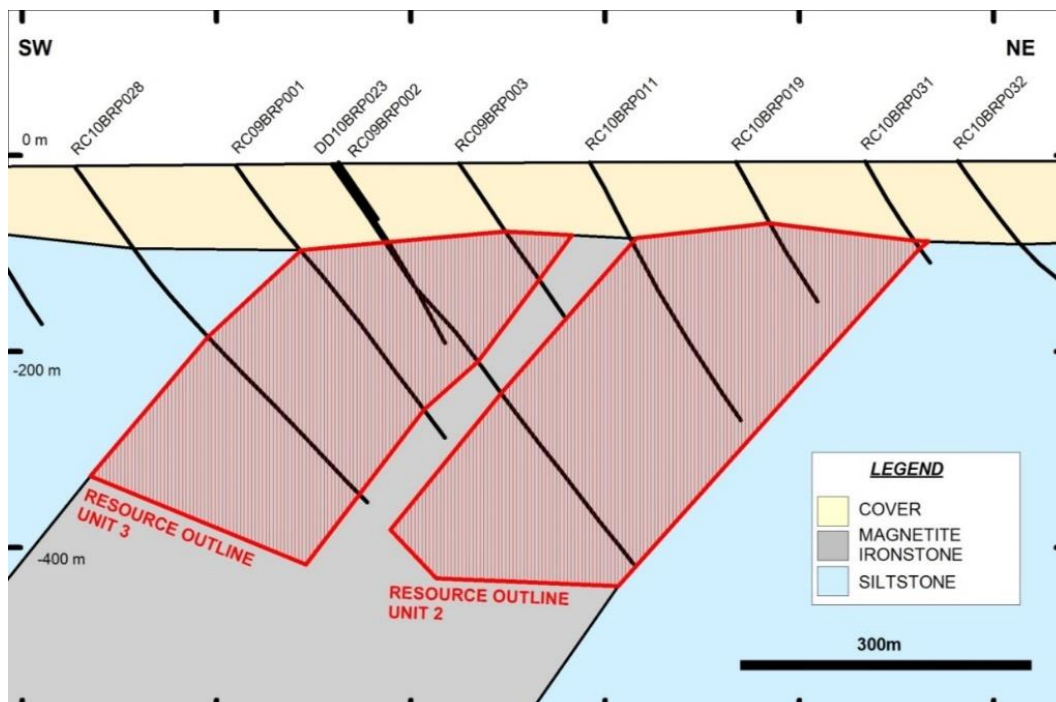 SW
NE
RC10BRP028
RC09BRP001
DD10BRP023
RC09BRP002
RC09BRP003
RC10BRP011
RC10BRP019
RC10BRP031
RC10BRP032
0 m
-200 m
-400 m
RESOURCE OUTLINE
UNIT 3
RESOURCE OUTLINE
UNIT 2
LEGEND
COVER
MAGNETITE
IRONSTONE
SILTSTONE
300m